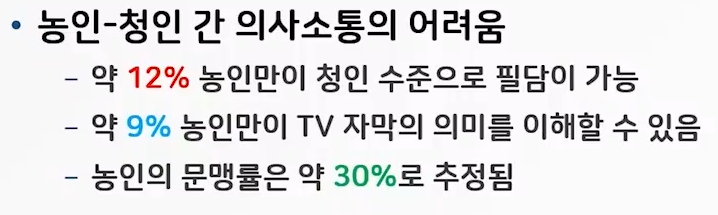 • 농인-청인 간 의사소통의 어려움
– 약 12% 농인만이 청인 수준으로 필담이 가능
– 약 9% 농인만이 TV 자막의 의미를 이해할 수 있음
– 농인의 문맹률은 약 30%로 추정됨